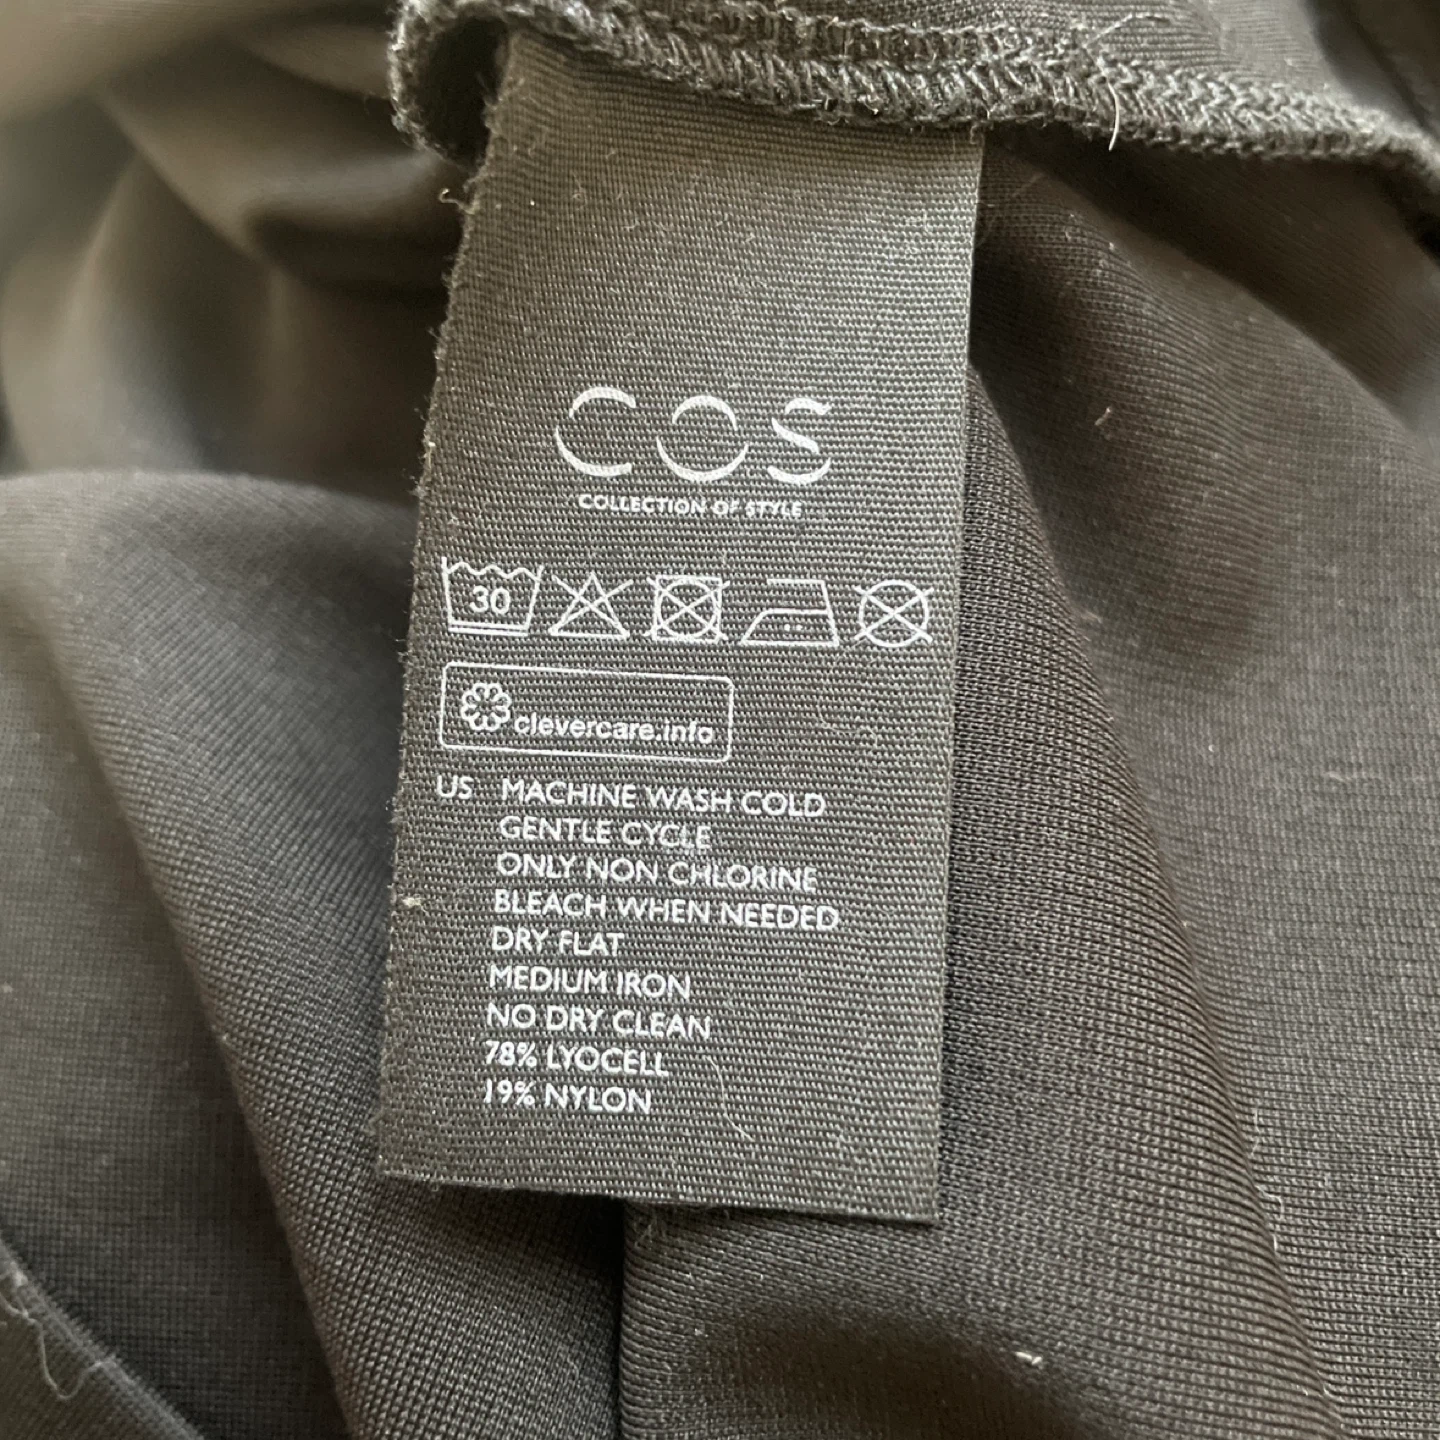 COS
COLLECTION OF STYLE
30
clevercare.info
US MACHINE WASH COLD
GENTLE CYCLE
ONLY NON CHLORINE
BLEACH WHEN NEEDED
DRY FLAT
MEDIUM IRON
NO DRY CLEAN
78% LYOCELL
19% NYLON